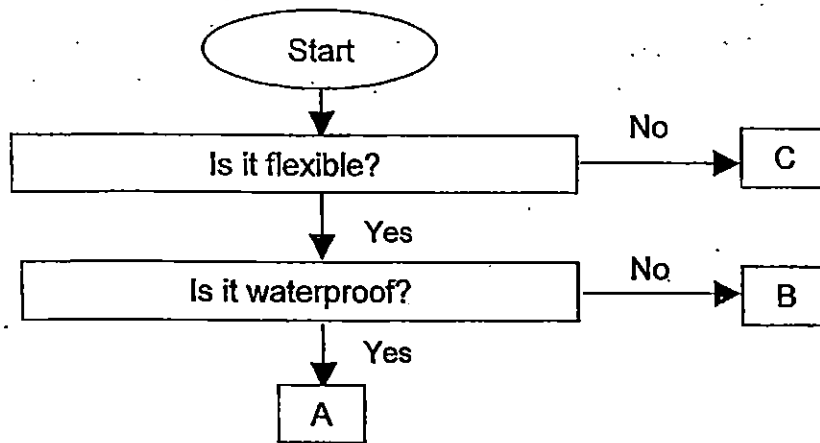 Start
Is it flexible?
No
C
Yes
Is it waterproof?
No
B
Yes
A